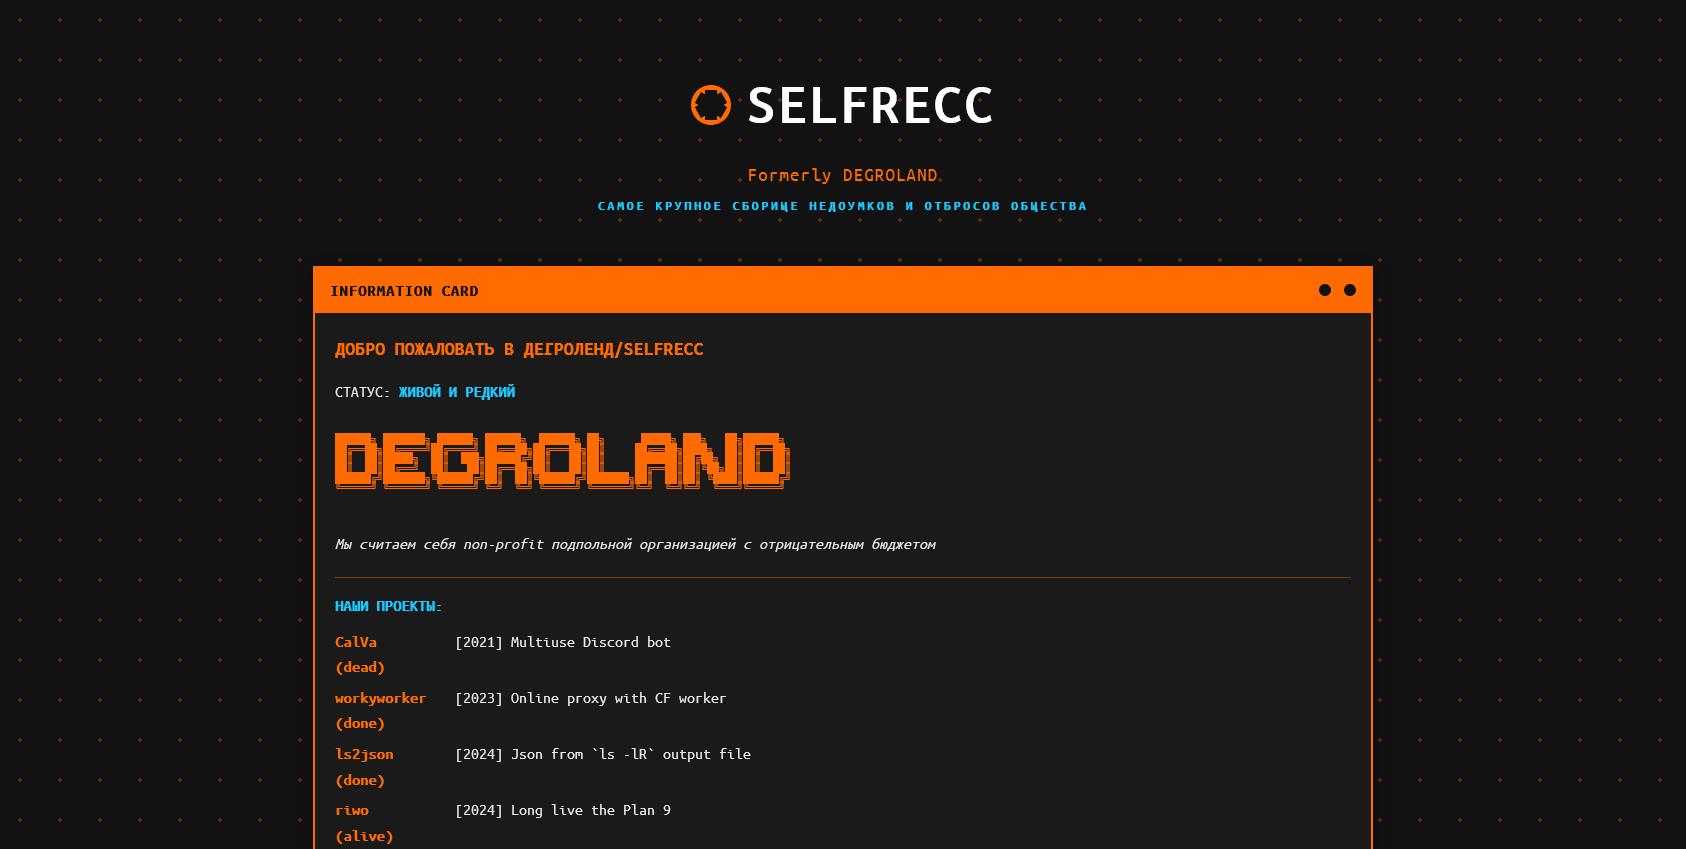 SELFRECC
Formerly DEGROLAND
САМОЕ КРУПНОЕ СБОРИЩЕ НЕДОУМКОВ И ОТБРОСОВ ОБЩЕСТВА
INFORMATION CARD
ДОБРО ПОЖАЛОВАТЬ В ДЕГРОЛЕНД/SELFRECC
СТАТУС: ЖИВОЙ И РЕДКИЙ
DEGROLAND
Мы считаем себя non-profit подпольной организацией с отрицательным бюджетом
НАШИ ПРОЕКТЫ:
CalVa [2021] Multiuse Discord bot
(dead)
workyworker [2023] Online proxy with CF worker
(done)
ls2json [2024] Json from `ls -lR` output file
(done)
riwo [2024] Long live the Plan 9
(alive)